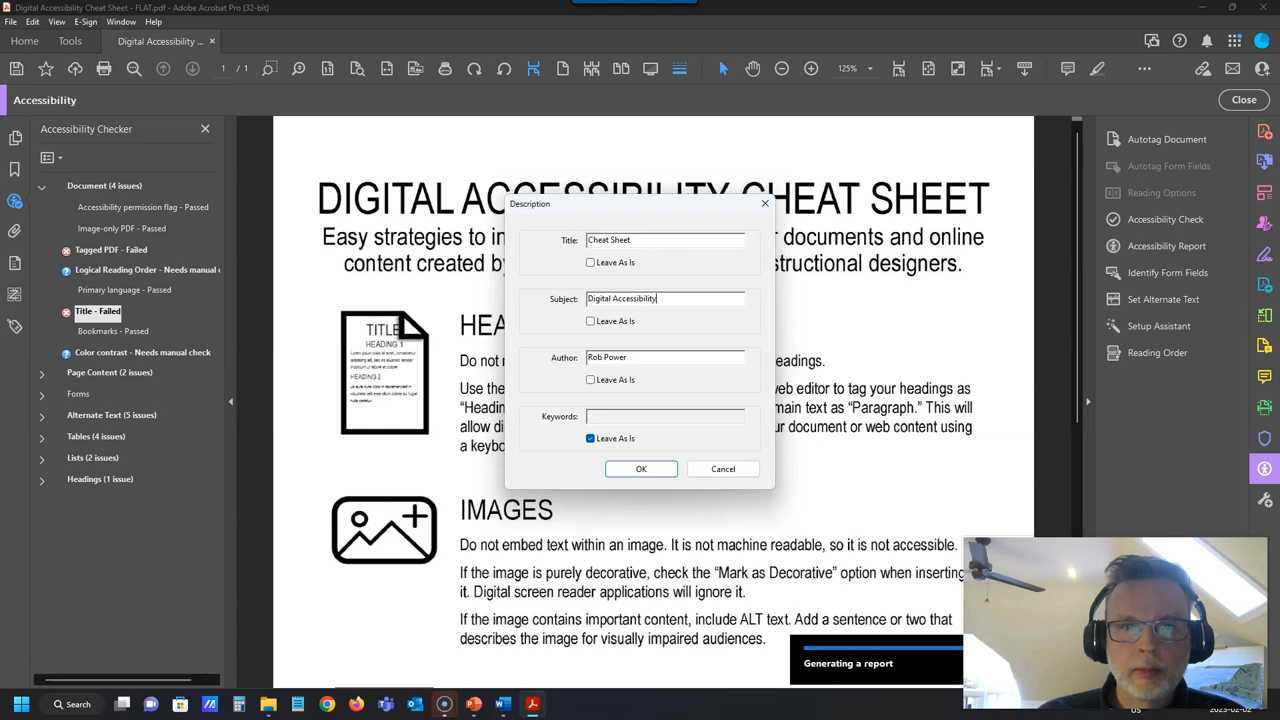 Digital Accessibility Cheat Sheet - FLAT.pdf - Adobe Acrobat Pro (32-bit)
File Edit View E-Sign Window Help
Home Tools Digital Accessibility ... ×
1 / 1 125%
Accessibility Close
Accessibility Checker
Document (4 issues)
Accessibility permission flag - Passed
Image-only PDF - Passed
Tagged PDF - Failed
Logical Reading Order - Needs manual
Primary language - Passed
Title - Failed
Bookmarks - Passed
Color contrast - Needs manual check
Page Content (2 issues)
Forms
Alternate Text (5 issues)
Tables (4 issues)
Lists (2 issues)
Headings (1 issue)
DIGITAL AC CHEAT SHEET
Easy strategies to in r documents and online
content created by structional designers.
TITLE
HEADING 1
HEADING 2
HEA
Do not eadings.
Use the web editor to tag your headings as
"Headin main text as "Paragraph." This will
allow di ur document or web content using
a keybo
IMAGES
Do not embed text within an image. It is not machine readable, so it is not accessible.
If the image is purely decorative, check the "Mark as Decorative" option when inserting
it. Digital screen reader applications will ignore it.
If the image contains important content, include ALT text. Add a sentence or two that
describes the image for visually impaired audiences.
Description
Title: Cheat Sheet
Leave As Is
Subject: Digital Accessibility
Leave As Is
Author: Rob Power
Leave As Is
Keywords:
Leave As Is
OK Cancel
Autotag Document
Autotag Form Fields
Reading Options
Accessibility Check
Accessibility Report
Identify Form Fields
Set Alternate Text
Setup Assistant
Reading Order
Generating a report
Search
US 2023-02-02